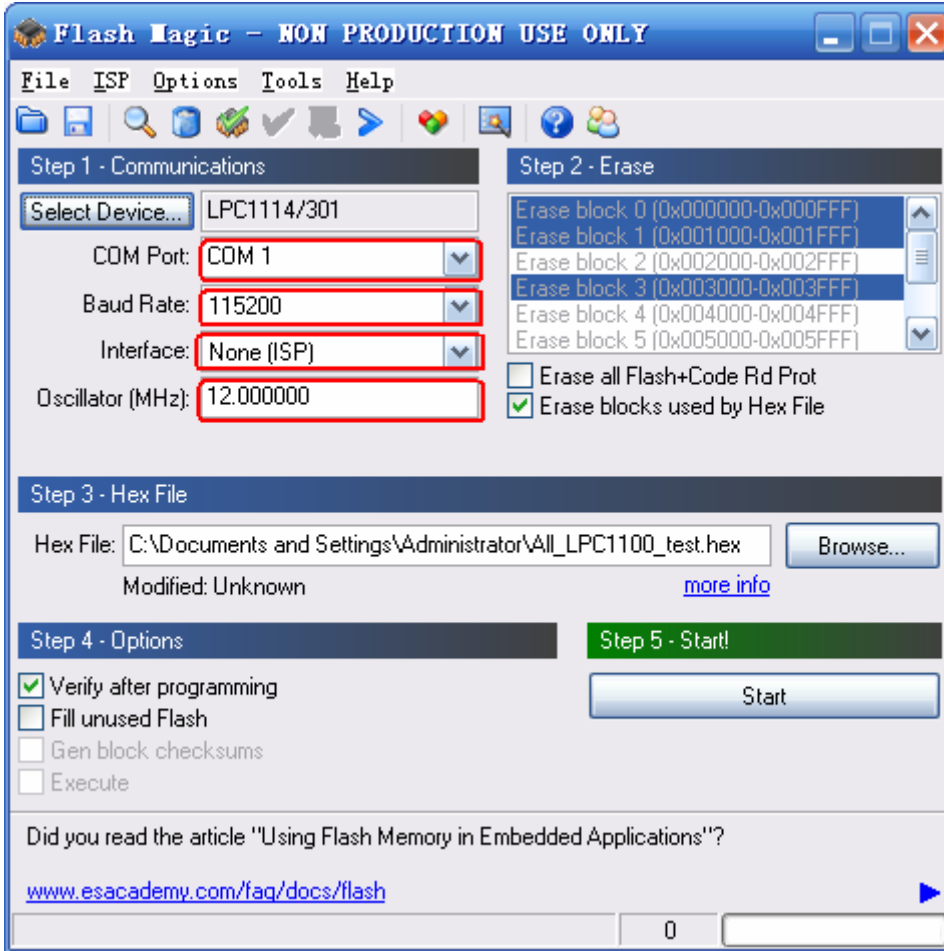 Flash Magic - NON PRODUCTION USE ONLY
File ISP Options Tools Help
Step 1 - Communications
Select Device... LPC1114/301
COM Port: COM 1
Baud Rate: 115200
Interface: None (ISP)
Oscillator (MHz): 12.000000
Step 2 - Erase
Erase block 0 (0x000000-0x000FFF)
Erase block 1 (0x001000-0x001FFF)
Erase block 2 (0x002000-0x002FFF)
Erase block 3 (0x003000-0x003FFF)
Erase block 4 (0x004000-0x004FFF)
Erase block 5 (0x005000-0x005FFF)
Erase all Flash+Code Rd Prot
Erase blocks used by Hex File
Step 3 - Hex File
Hex File: C:\Documents and Settings\Administrator\All_LPC1100_test.hex Browse...
Modified: Unknown more info
Step 4 - Options
Verify after programming
Fill unused Flash
Gen block checksums
Execute
Step 5 - Start!
Start
Did you read the article "Using Flash Memory in Embedded Applications"?
www.esacademy.com/faq/docs/flash
0